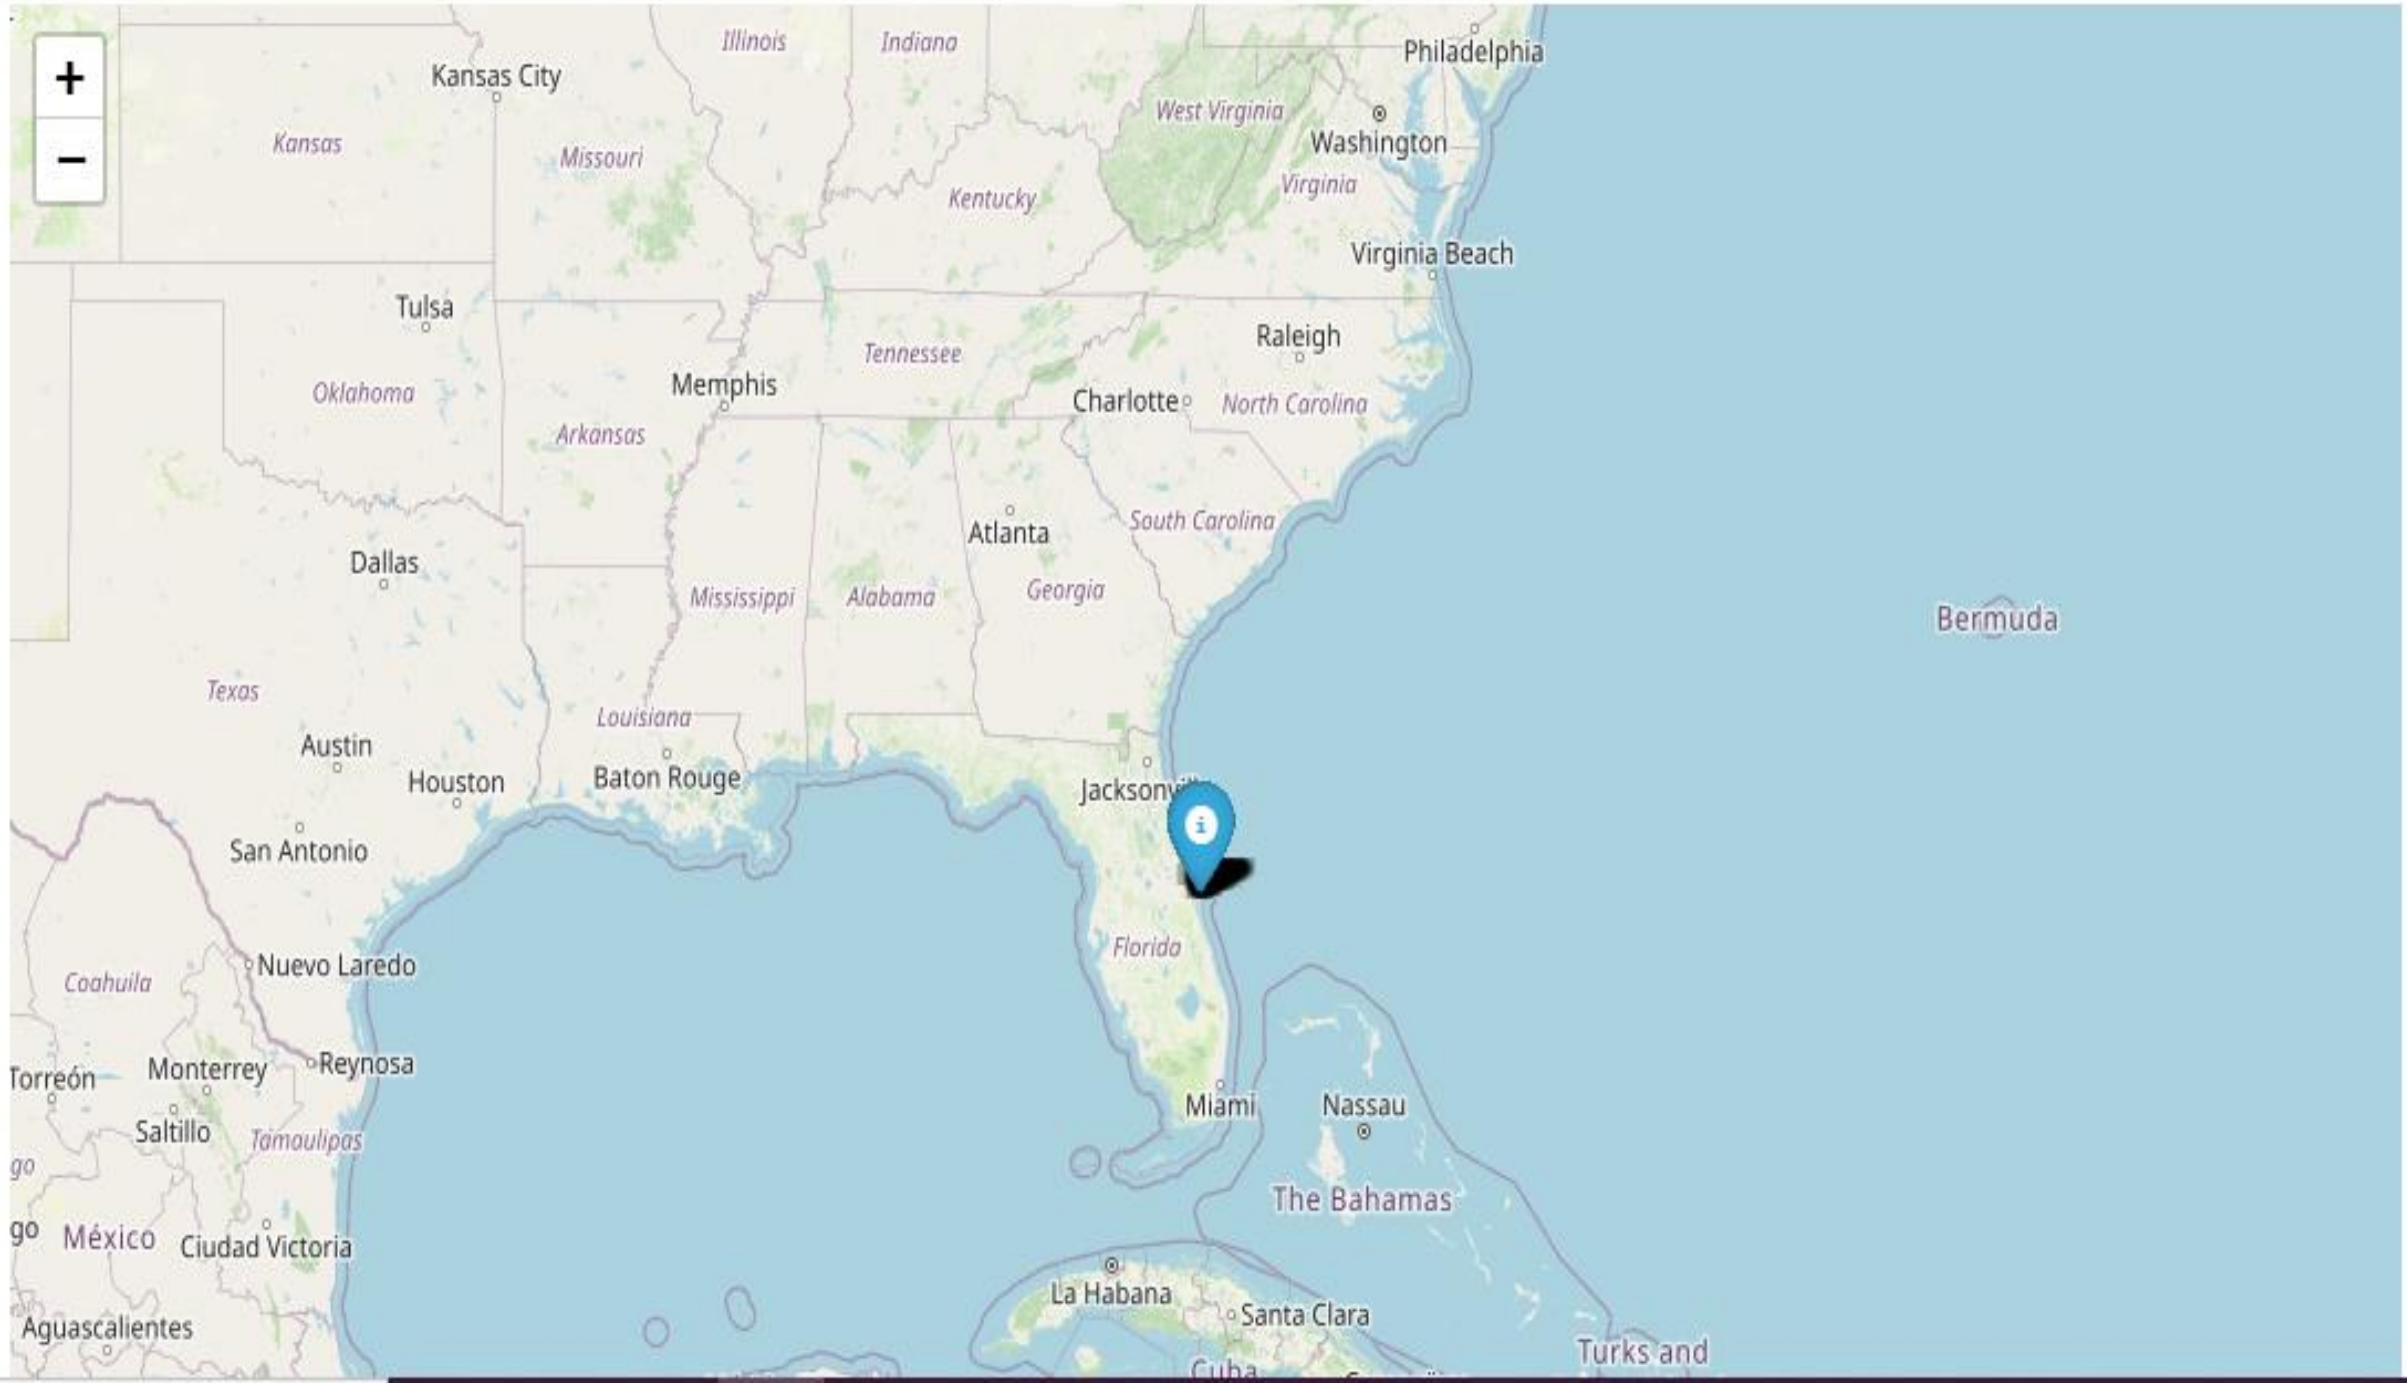 +
−
Illinois
Indiana
Philadelphia
Kansas City
West Virginia
Washington
Kansas
Missouri
Virginia
Kentucky
Virginia Beach
Tulsa
Raleigh
Tennessee
Memphis
Oklahoma
Charlotte
North Carolina
Arkansas
South Carolina
Atlanta
Dallas
Georgia
Mississippi
Alabama
Bermuda
Texas
Louisiana
Austin
Baton Rouge
Houston
Jacksonv
i
San Antonio
Florida
Nuevo Laredo
Coahuila
Reynosa
Monterrey
Torreón
Miami
Nassau
Saltillo
Tamaulipas
go
The Bahamas
go
México
Ciudad Victoria
La Habana
Santa Clara
Aguascalientes
Turks and
Cuba